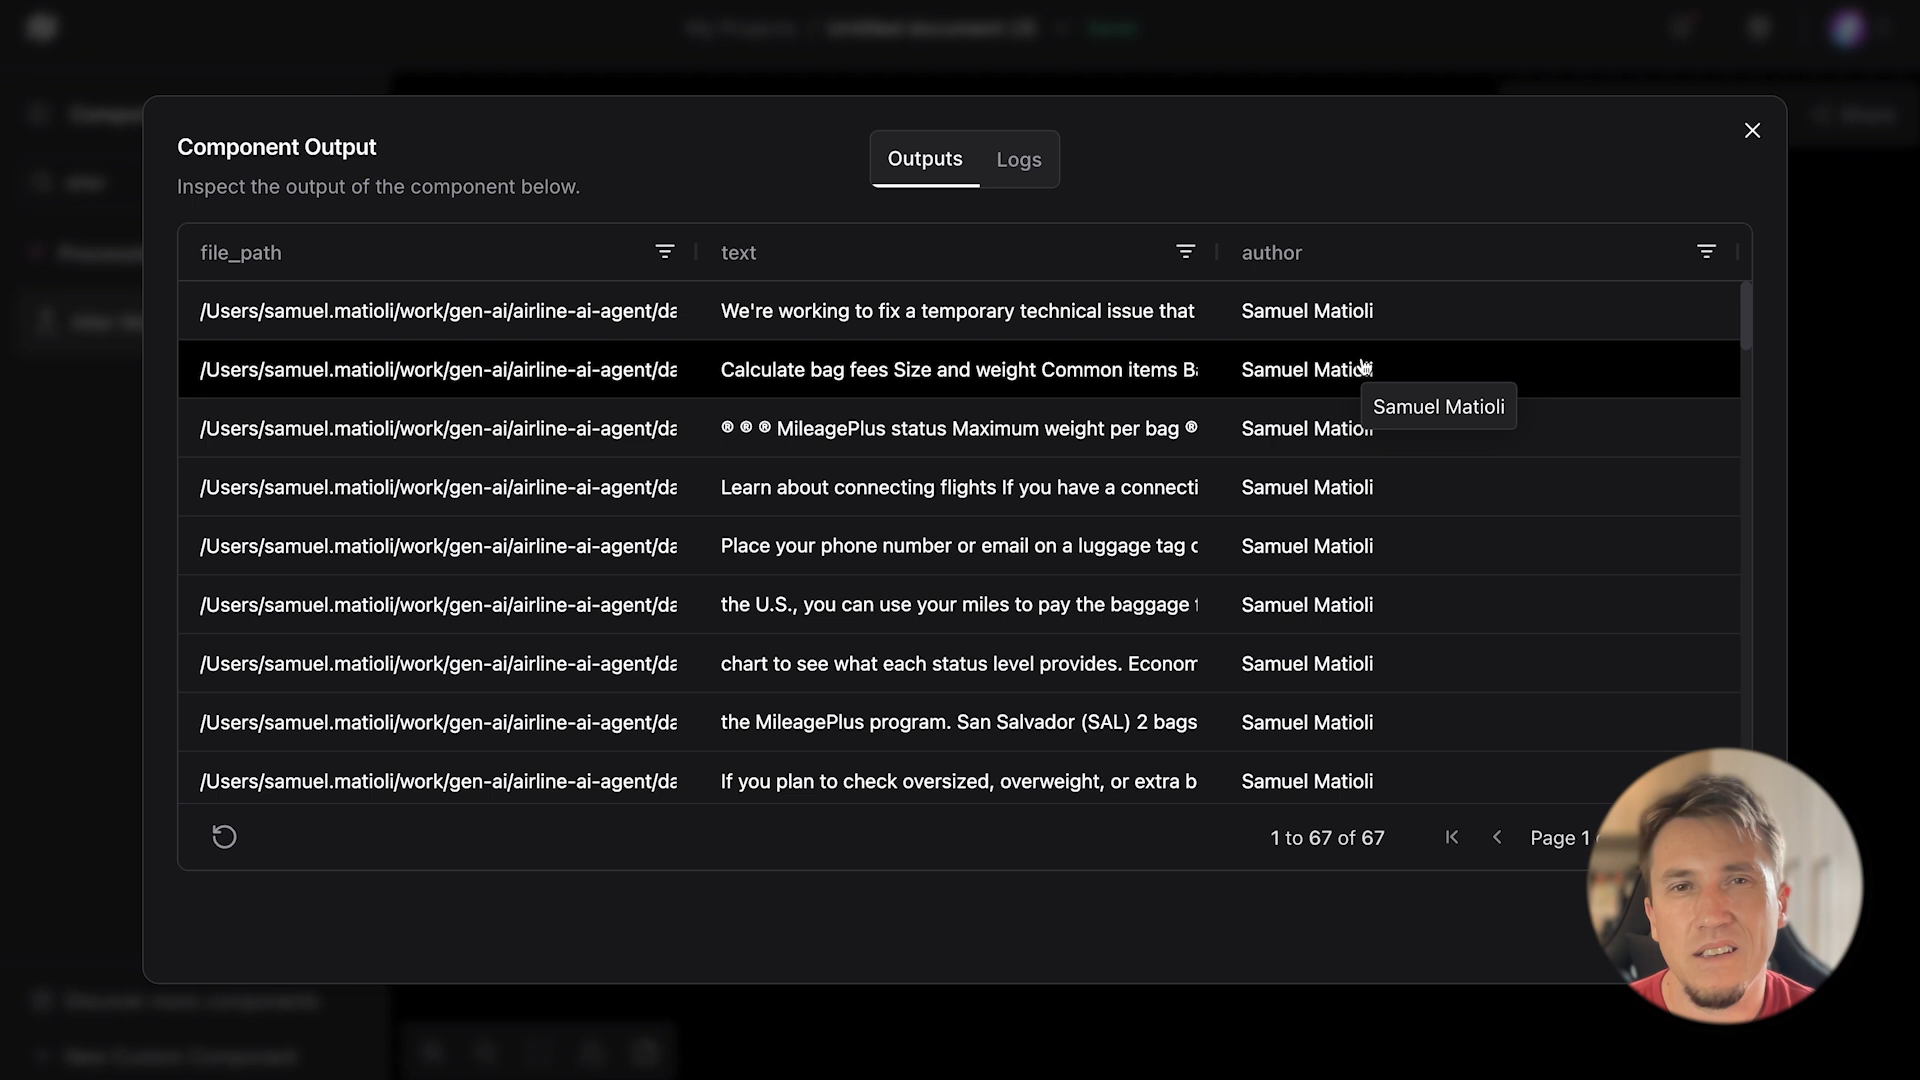 Component Output
Inspect the output of the component below.
Outputs Logs
file_path text author
/Users/samuel.matioli/work/gen-ai/airline-ai-agent/da We're working to fix a temporary technical issue that Samuel Matioli
/Users/samuel.matioli/work/gen-ai/airline-ai-agent/da Calculate bag fees Size and weight Common items Ba Samuel Matioli
Samuel Matioli
/Users/samuel.matioli/work/gen-ai/airline-ai-agent/da ® ® ® MileagePlus status Maximum weight per bag ® Samuel Matioli
/Users/samuel.matioli/work/gen-ai/airline-ai-agent/da Learn about connecting flights If you have a connecti Samuel Matioli
/Users/samuel.matioli/work/gen-ai/airline-ai-agent/da Place your phone number or email on a luggage tag Samuel Matioli
/Users/samuel.matioli/work/gen-ai/airline-ai-agent/da the U.S., you can use your miles to pay the baggage Samuel Matioli
/Users/samuel.matioli/work/gen-ai/airline-ai-agent/da chart to see what each status level provides. Econom Samuel Matioli
/Users/samuel.matioli/work/gen-ai/airline-ai-agent/da the MileagePlus program. San Salvador (SAL) 2 bags Samuel Matioli
/Users/samuel.matioli/work/gen-ai/airline-ai-agent/da If you plan to check oversized, overweight, or extra b Samuel Matioli
1 to 67 of 67 Page 1
Discover more components
New Custom Component